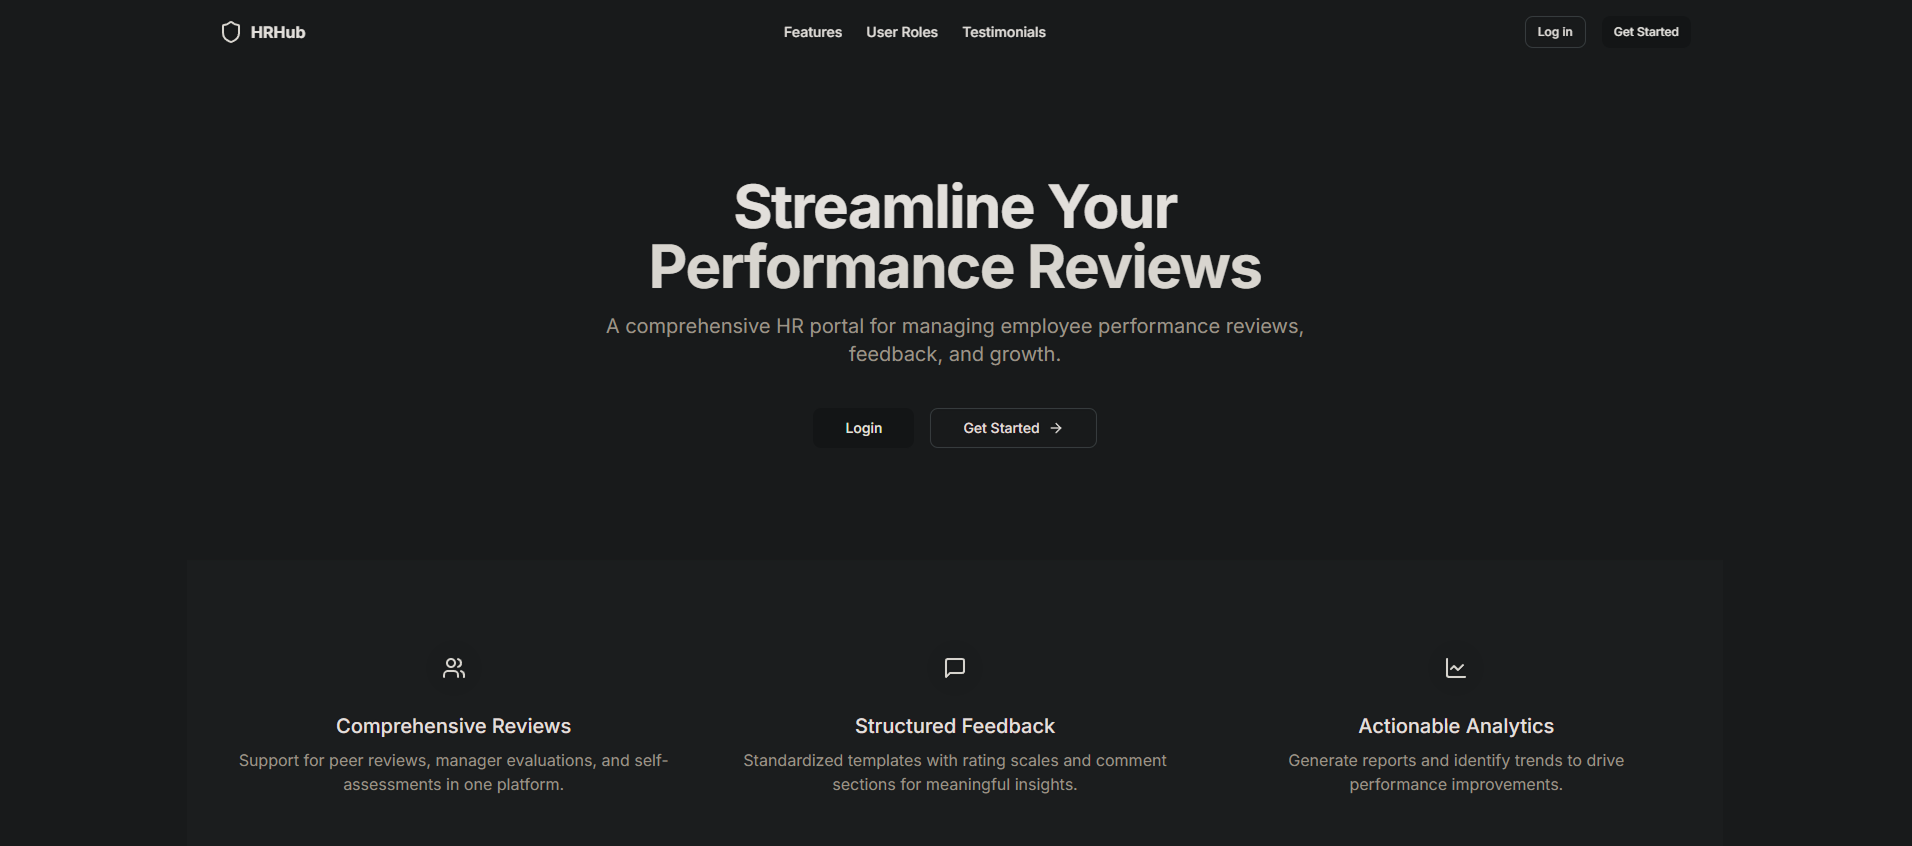 HRHub
Features
User Roles
Testimonials
Log in
Get Started
Streamline Your
Performance Reviews
A comprehensive HR portal for managing employee performance reviews,
feedback, and growth.
Login
Get Started
Comprehensive Reviews
Support for peer reviews, manager evaluations, and self-
assessments in one platform.
Structured Feedback
Standardized templates with rating scales and comment
sections for meaningful insights.
Actionable Analytics
Generate reports and identify trends to drive
performance improvements.